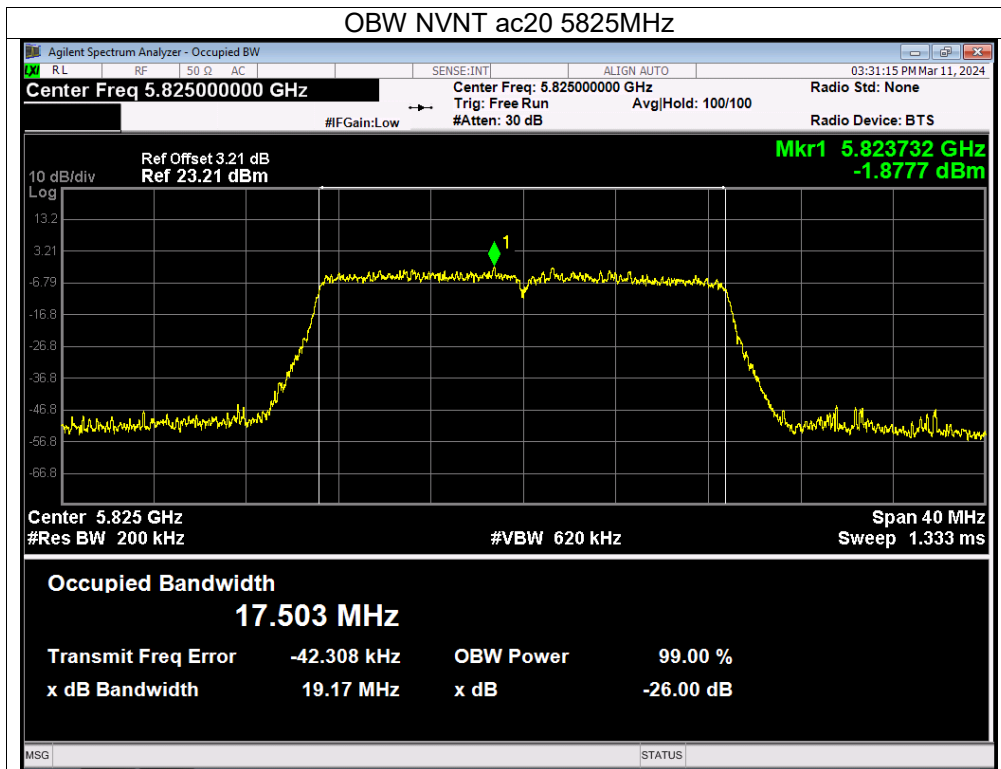 OBW NVNT ac20 5825MHz
Agilent Spectrum Analyzer - Occupied BW
LXI RL RF 50 Ω AC SENSE:INT ALIGN AUTO 03:31:15 PM Mar 11, 2024
Center Freq 5.825000000 GHz Center Freq: 5.825000000 GHz Radio Std: None
Trig: Free Run Avg|Hold: 100/100
#IFGain:Low #Atten: 30 dB Radio Device: BTS
Mkr1 5.823732 GHz
Ref Offset 3.21 dB
-1.8777 dBm
10 dB/div Ref 23.21 dBm
Log
13.2
3.21
1
-6.79
-16.8
-26.8
-36.8
-46.8
-56.8
-66.8
Center 5.825 GHz Span 40 MHz
#Res BW 200 kHz #VBW 620 kHz Sweep 1.333 ms
Occupied Bandwidth
17.503 MHz
Transmit Freq Error -42.308 kHz OBW Power 99.00 %
x dB Bandwidth 19.17 MHz x dB -26.00 dB
MSG STATUS